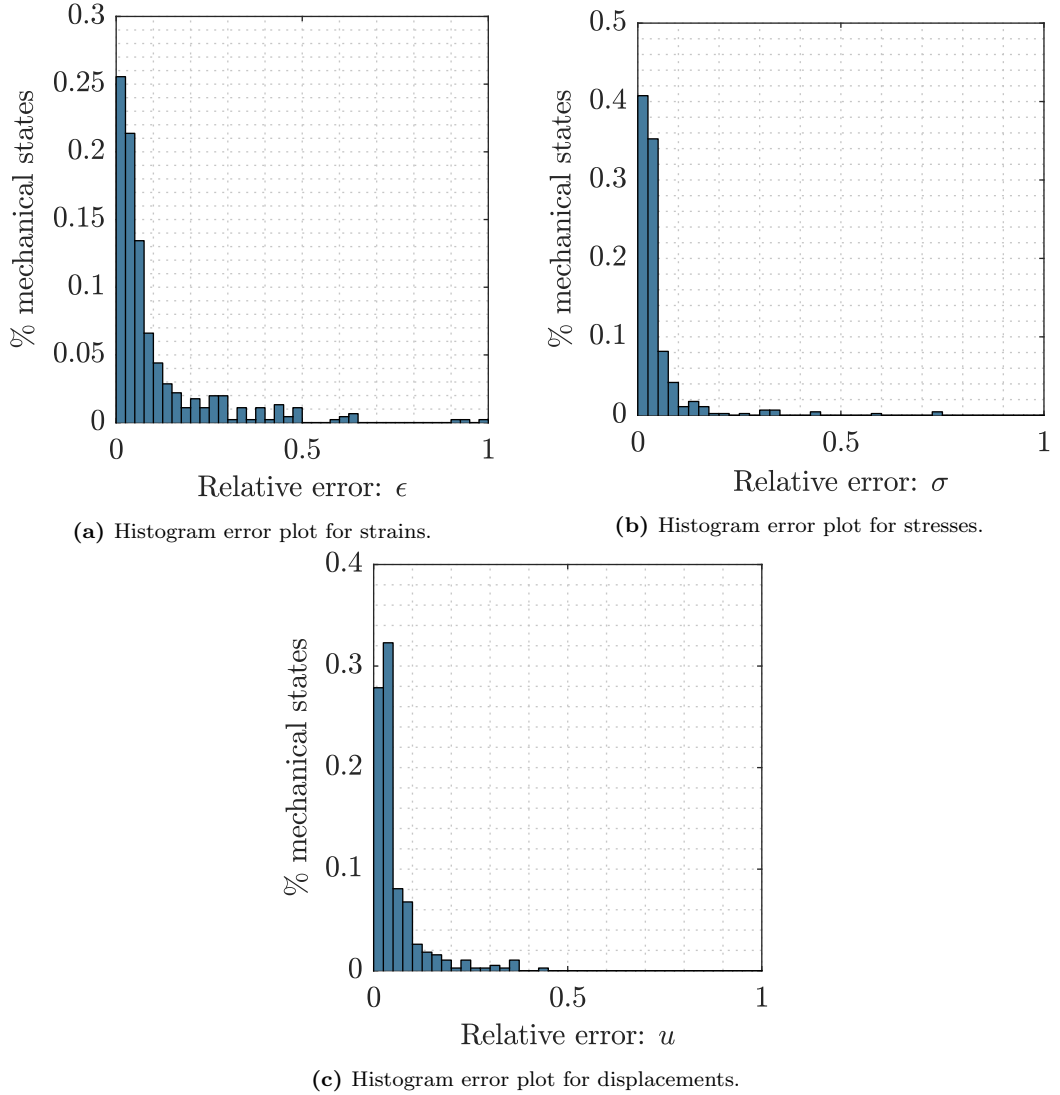 0.3
0.25
0.2
0.15
0.1
0.05
0
0 0.5 1
% mechanical states
Relative error: ϵ
(a) Histogram error plot for strains.
0.5
0.4
0.3
0.2
0.1
0
0 0.5 1
% mechanical states
Relative error: σ
(b) Histogram error plot for stresses.
0.4
0.3
0.2
0.1
0
0 0.5 1
% mechanical states
Relative error: u
(c) Histogram error plot for displacements.